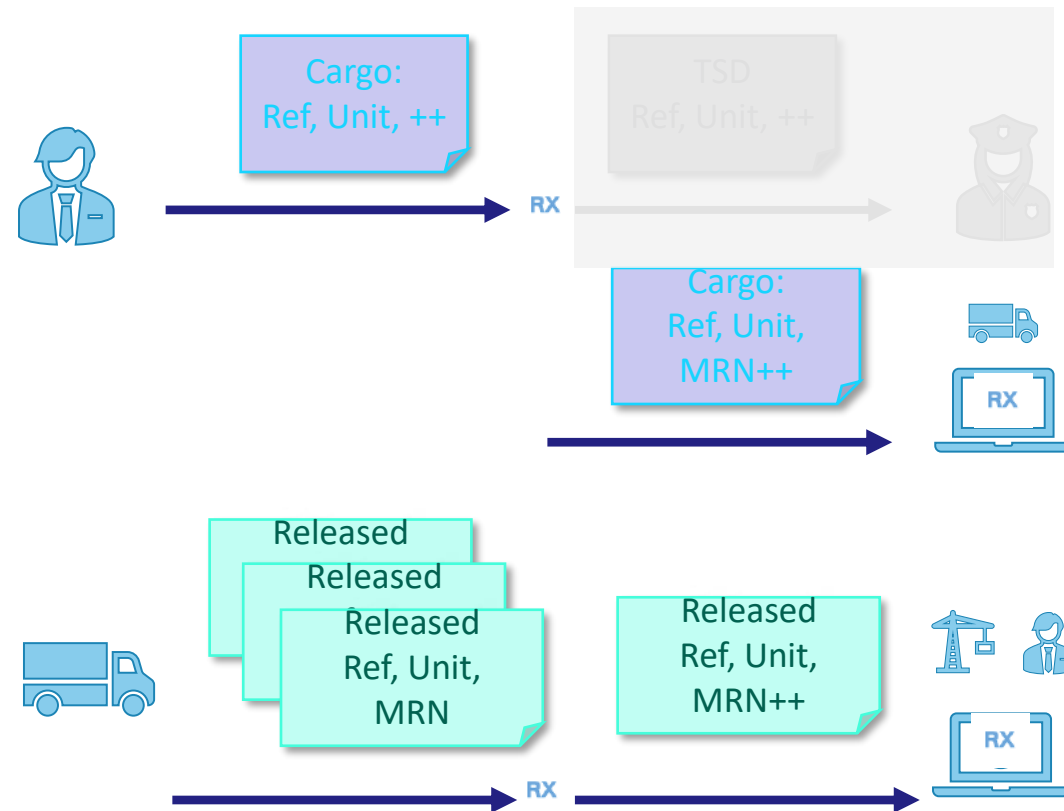 Cargo:
Ref, Unit, ++
TSD
Ref, Unit, ++
RX
Cargo:
Ref, Unit,
MRN++
RX
Released
Released
Released
Ref, Unit,
MRN
Released
Ref, Unit,
MRN++
RX
RX